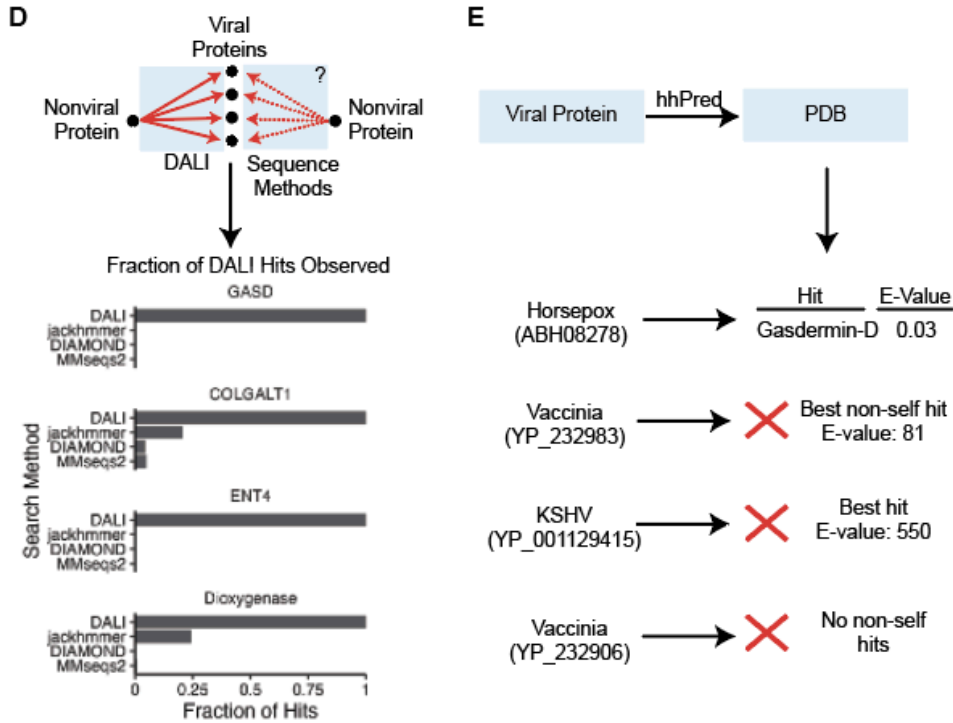 D
Viral
Proteins
?
Nonviral
Protein
Nonviral
Protein
DALI
Sequence
Methods
Fraction of DALI Hits Observed
GASD
DALI
jackhmmer
DIAMOND
MMseqs2
COLGALT1
DALI
jackhmmer
DIAMOND
MMseqs2
ENT4
DALI
jackhmmer
DIAMOND
MMseqs2
Dioxygenase
DALI
jackhmmer
DIAMOND
MMseqs2
0 0.25 0.5 0.75 1
Fraction of Hits
Search Method
E
Viral Protein
hhPred
PDB
Hit E-Value
Horsepox
(ABH08278)
Gasdermin-D 0.03
Vaccinia
(YP_232983)
Best non-self hit
E-value: 81
KSHV
(YP_001129415)
Best hit
E-value: 550
Vaccinia
(YP_232906)
No non-self
hits